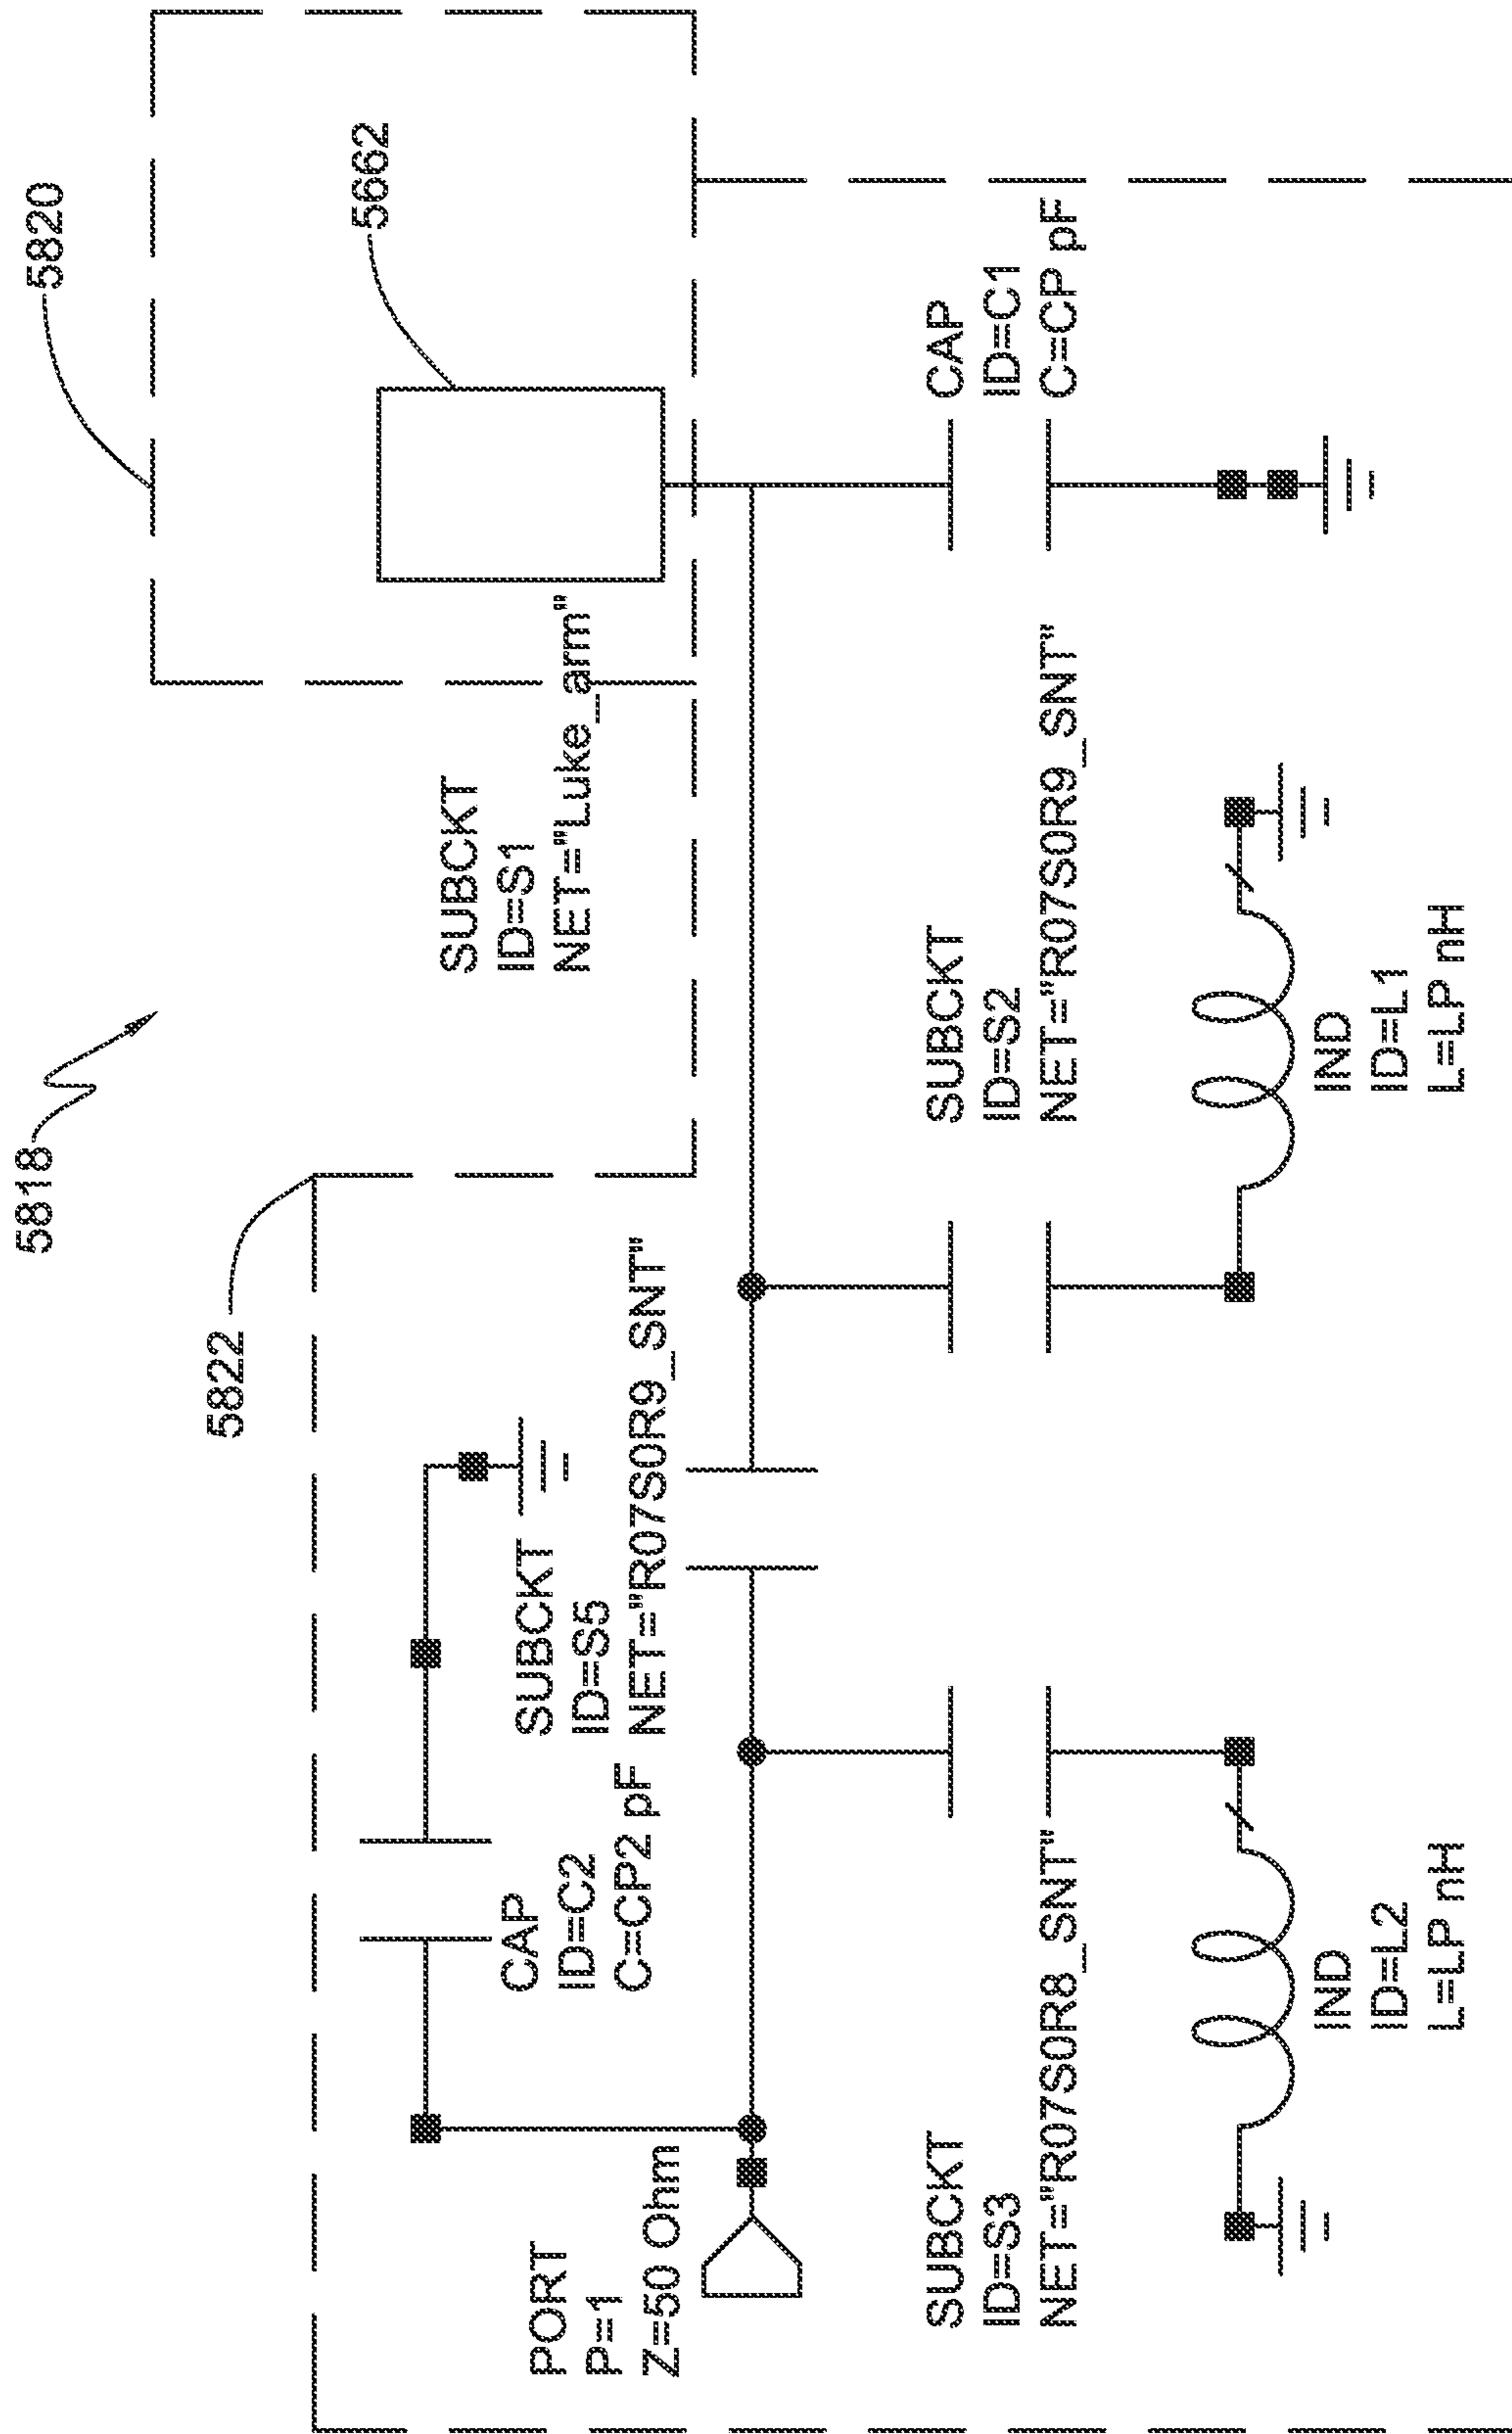 5818
5820
5822
5662
SUBCKT
ID=S1
NET="Luke_arm"
SUBCKT
ID=S5
NET="R07S0R9_SNT"
CAP
ID=C2
C=CP2 pF
PORT
P=1
Z=50 Ohm
SUBCKT
ID=S3
NET="R07S0R8_SNT"
SUBCKT
ID=S2
NET="R07S0R9_SNT"
CAP
ID=C1
C=CP pF
IND
ID=L2
L=LP nH
IND
ID=L1
L=LP nH